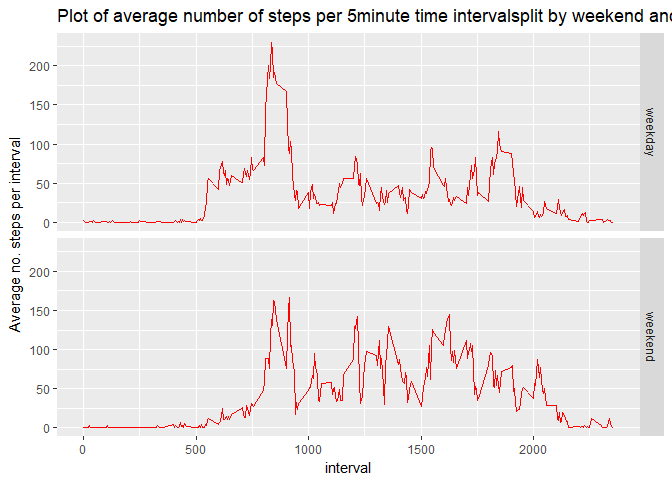 Plot of average number of steps per 5minute time intervalsplit by weekend and
200
150
100
50
0
weekday
200
150
100
50
0
weekend
Average no. steps per interval
0 500 1000 1500 2000
interval